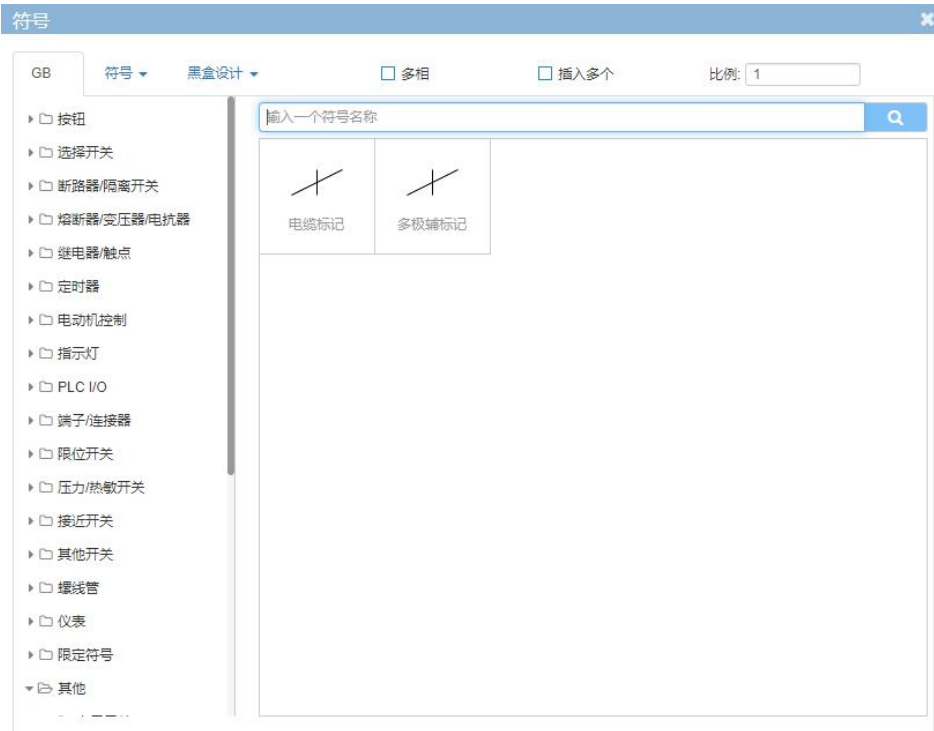 符号
GB 符号 黑盒设计 多相 插入多个 比例: 1
输入一个符号名称
按钮
选择开关
断路器/隔离开关
熔断器/变压器/电抗器
继电器/触点
定时器
电动机控制
指示灯
PLC I/O
端子/连接器
限位开关
压力/热敏开关
接近开关
其他开关
螺线管
仪表
限定符号
其他
电缆标记 多极辅标记